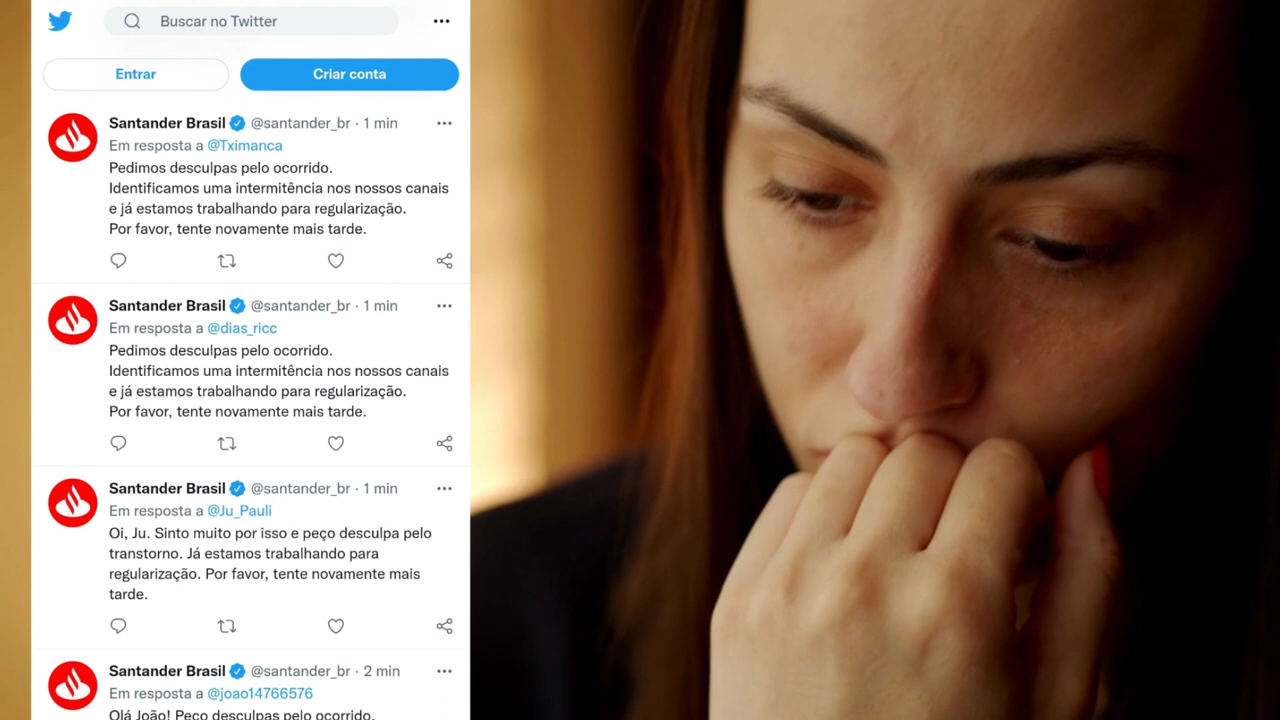 Buscar no Twitter
Entrar
Criar conta
Santander Brasil @santander_br · 1 min
Em resposta a @Tximanca
Pedimos desculpas pelo ocorrido.
Identificamos uma intermitência nos nossos canais
e já estamos trabalhando para regularização.
Por favor, tente novamente mais tarde.
Santander Brasil @santander_br · 1 min
Em resposta a @dias_ricc
Pedimos desculpas pelo ocorrido.
Identificamos uma intermitência nos nossos canais
e já estamos trabalhando para regularização.
Por favor, tente novamente mais tarde.
Santander Brasil @santander_br · 1 min
Em resposta a @Ju_Pauli
Oi, Ju. Sinto muito por isso e peço desculpa pelo
transtorno. Já estamos trabalhando para
regularização. Por favor, tente novamente mais
tarde.
Santander Brasil @santander_br · 2 min
Em resposta a @joao14766576
Olá João! Peço desculpas pelo ocorrido.